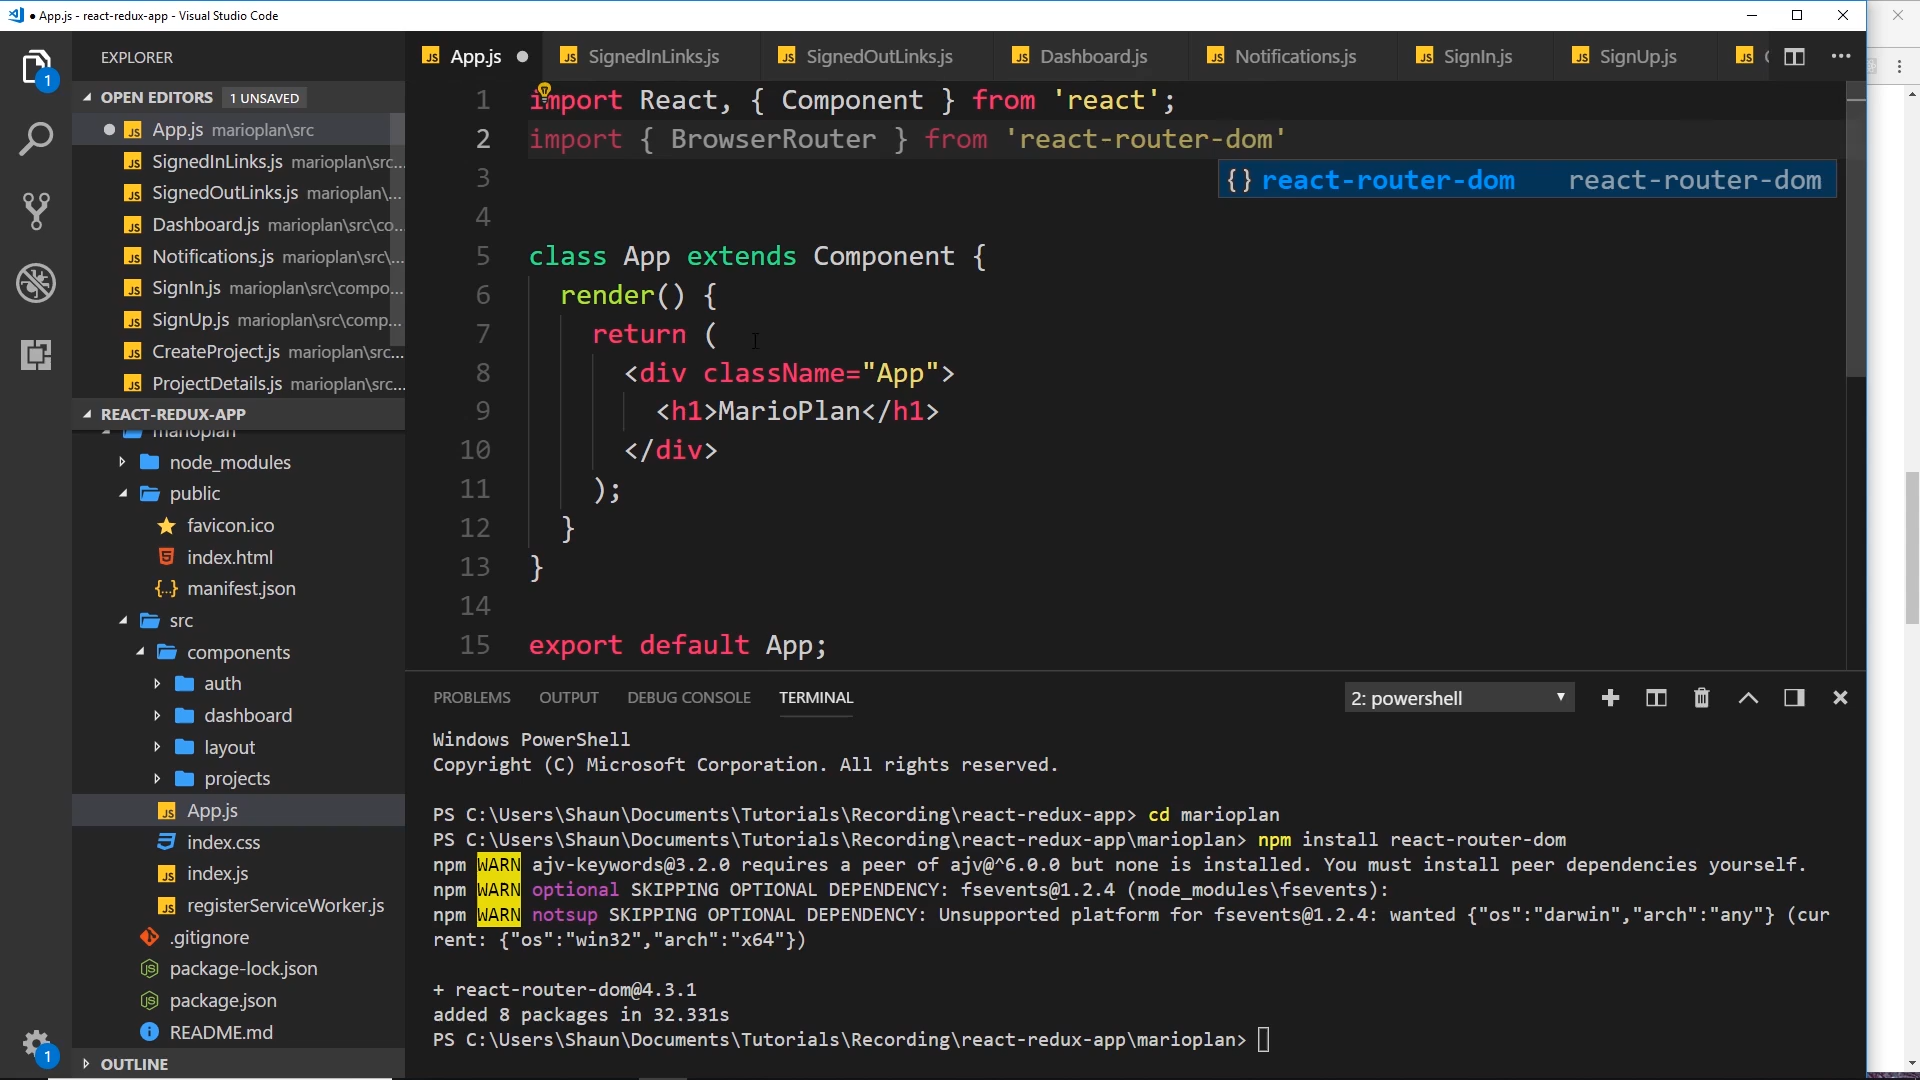 App.js - react-redux-app - Visual Studio Code
EXPLORER
1
OPEN EDITORS 1 UNSAVED
App.js marioplan\src
SignedInLinks.js marioplan\src...
SignedOutLinks.js marioplan\...
Dashboard.js marioplan\src\co...
Notifications.js marioplan\src\...
SignIn.js marioplan\src\compo...
SignUp.js marioplan\src\comp...
CreateProject.js marioplan\src...
ProjectDetails.js marioplan\src...
REACT-REDUX-APP
marioplan
node_modules
public
favicon.ico
index.html
manifest.json
src
components
auth
dashboard
layout
projects
App.js
index.css
index.js
registerServiceWorker.js
.gitignore
package-lock.json
package.json
README.md
OUTLINE
1
App.js SignedInLinks.js SignedOutLinks.js Dashboard.js Notifications.js SignIn.js SignUp.js
1 import React, { Component } from 'react';
2 import { BrowserRouter } from 'react-router-dom'
3
{} react-router-dom react-router-dom
4
5 class App extends Component {
6 render() {
7 return (
8 <div className="App">
9 <h1>MarioPlan</h1>
10 </div>
11 );
12 }
13 }
14
15 export default App;
PROBLEMS OUTPUT DEBUG CONSOLE TERMINAL 2: powershell
Windows PowerShell
Copyright (C) Microsoft Corporation. All rights reserved.
PS C:\Users\Shaun\Documents\Tutorials\Recording\react-redux-app> cd marioplan
PS C:\Users\Shaun\Documents\Tutorials\Recording\react-redux-app\marioplan> npm install react-router-dom
npm WARN ajv-keywords@3.2.0 requires a peer of ajv@^6.0.0 but none is installed. You must install peer dependencies yourself.
npm WARN optional SKIPPING OPTIONAL DEPENDENCY: fsevents@1.2.4 (node_modules\fsevents):
npm WARN notsup SKIPPING OPTIONAL DEPENDENCY: Unsupported platform for fsevents@1.2.4: wanted {"os":"darwin","arch":"any"} (cur
rent: {"os":"win32","arch":"x64"})
+ react-router-dom@4.3.1
added 8 packages in 32.331s
PS C:\Users\Shaun\Documents\Tutorials\Recording\react-redux-app\marioplan>